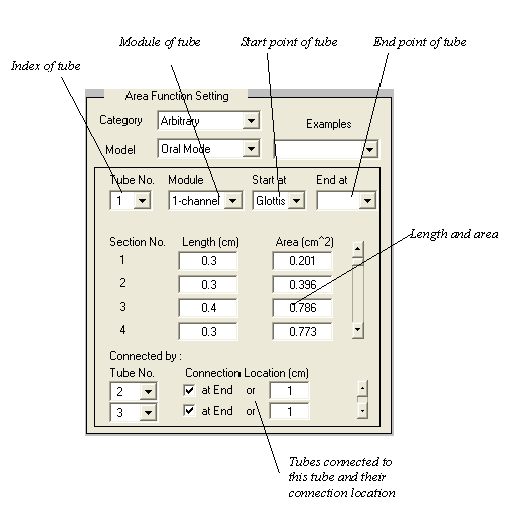 Module of tube Start point of tube End point of tube
Index of tube
Area Function Setting
Category Arbitrary Examples
Model Oral Mode
Tube No. Module Start at End at
1 1-channel Glottis
Length and area
Section No. Length (cm) Area (cm^2)
1 0.3 0.201
2 0.3 0.396
3 0.4 0.786
4 0.3 0.773
Connected by :
Tube No. Connection Location (cm)
2 at End or 1
3 at End or 1
Tubes connected to
this tube and their
connection location